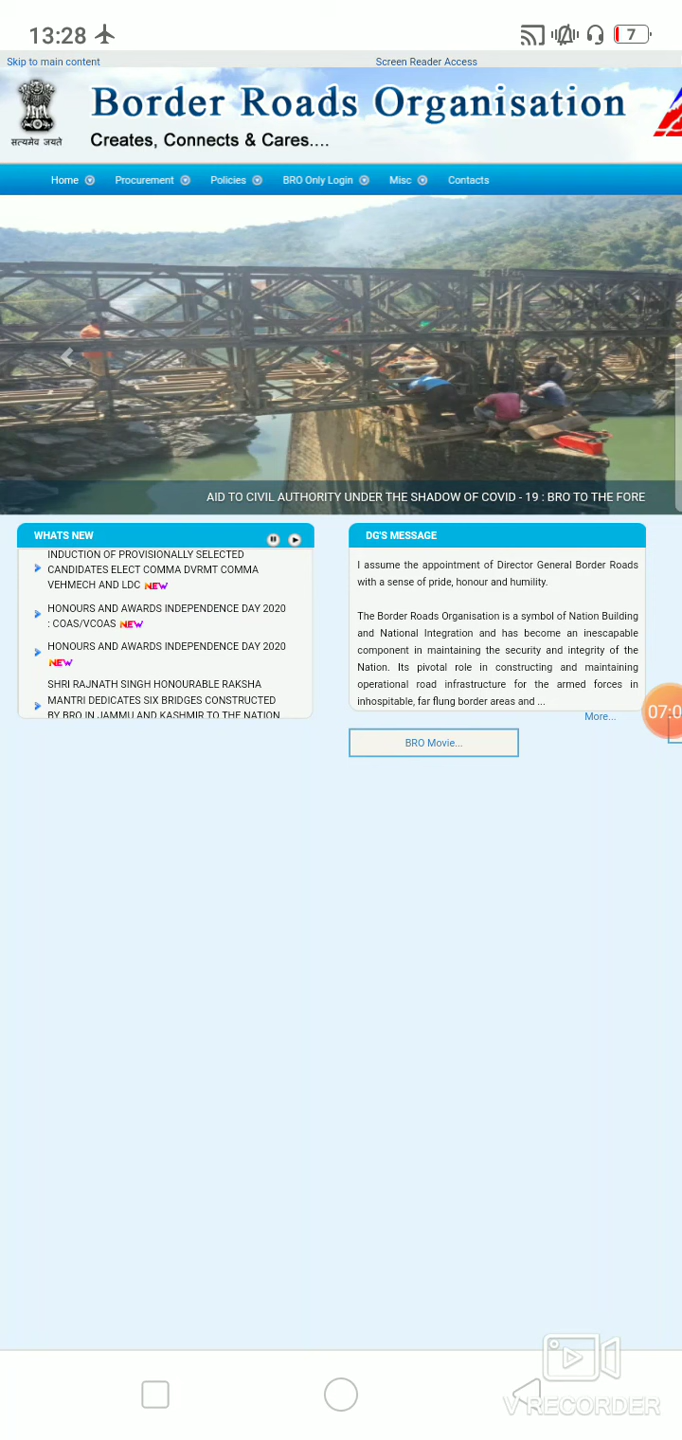 13:28
7
Skip to main content
Screen Reader Access
Border Roads Organisation
सत्यमेव जयते
Creates, Connects & Cares....
Home Procurement Policies BRO Only Login Misc Contacts
AID TO CIVIL AUTHORITY UNDER THE SHADOW OF COVID - 19 : BRO TO THE FORE
WHATS NEW
INDUCTION OF PROVISIONALLY SELECTED
CANDIDATES ELECT COMMA DVRMT COMMA
VEHMECH AND LDC NEW
HONOURS AND AWARDS INDEPENDENCE DAY 2020
: COAS/VCOAS NEW
HONOURS AND AWARDS INDEPENDENCE DAY 2020
NEW
SHRI RAJNATH SINGH HONOURABLE RAKSHA
MANTRI DEDICATES SIX BRIDGES CONSTRUCTED
BY BRO IN JAMMU AND KASHMIR TO THE NATION
DG'S MESSAGE
I assume the appointment of Director General Border Roads
with a sense of pride, honour and humility.
The Border Roads Organisation is a symbol of Nation Building
and National Integration and has become an inescapable
component in maintaining the security and integrity of the
Nation. Its pivotal role in constructing and maintaining
operational road infrastructure for the armed forces in
inhospitable, far flung border areas and ...
More...
07:0
BRO Movie...
V RECORDER